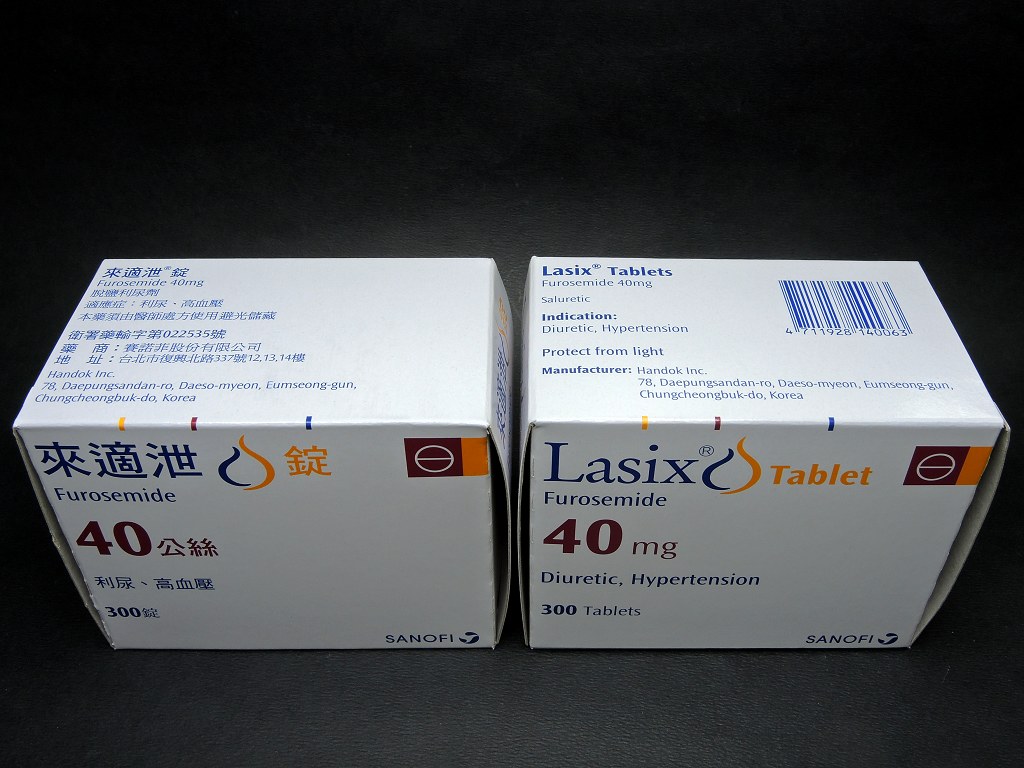 來適泄®錠
Furosemide 40mg
脫鹽利尿劑
適應症：利尿、高血壓
本藥須由醫師處方使用 避光儲藏
衛署藥輸字第022535號
藥 商：賽諾菲股份有限公司
地 址：台北市復興北路337號12,13,14樓
Handok Inc.
78, Daepungsandan-ro, Daeso-myeon, Eumseong-gun,
Chungcheongbuk-do, Korea
來適泄 錠
Furosemide
40公絲
利尿、高血壓
300錠
SANOFI
Lasix® Tablets
Furosemide 40mg
Saluretic
Indication:
Diuretic, Hypertension
Protect from light
Manufacturer: Handok Inc.
78, Daepungsandan-ro, Daeso-myeon, Eumseong-gun,
Chungcheongbuk-do, Korea
4 711928 140063
Lasix® Tablet
Furosemide
40 mg
Diuretic, Hypertension
300 Tablets
SANOFI